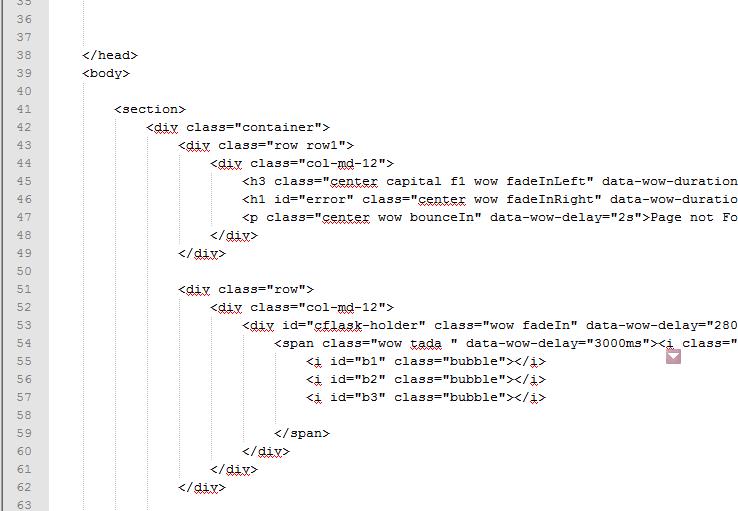 35
36
37
38 </head>
39 <body>
40
41 <section>
42 <div class="container">
43 <div class="row row1">
44 <div class="col-md-12">
45 <h3 class="center capital f1 wow fadeInLeft" data-wow-duration
46 <h1 id="error" class="center wow fadeInRight" data-wow-duratio
47 <p class="center wow bounceIn" data-wow-delay="2s">Page not Fo
48 </div>
49 </div>
50
51 <div class="row">
52 <div class="col-md-12">
53 <div id="cflask-holder" class="wow fadeIn" data-wow-delay="280
54 <span class="wow tada " data-wow-delay="3000ms"><i class="
55 <i id="b1" class="bubble"></i>
56 <i id="b2" class="bubble"></i>
57 <i id="b3" class="bubble"></i>
58
59 </span>
60 </div>
61 </div>
62 </div>
63